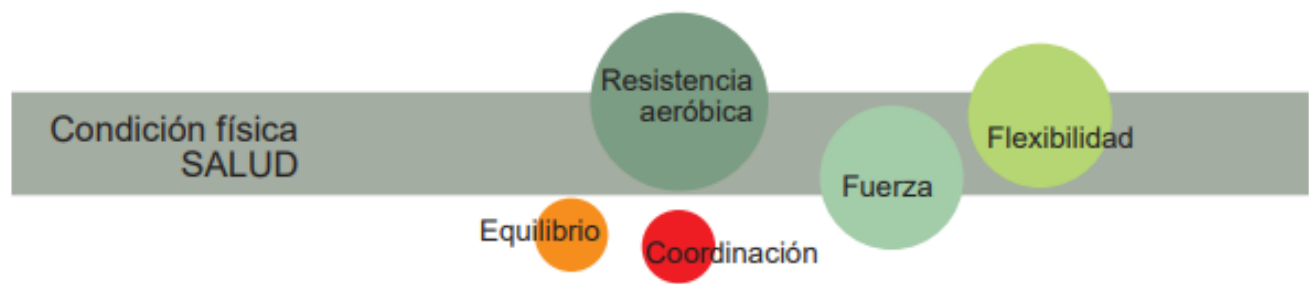 Condición física
SALUD
Resistencia
aeróbica
Fuerza
Flexibilidad
Equilibrio
Coordinación